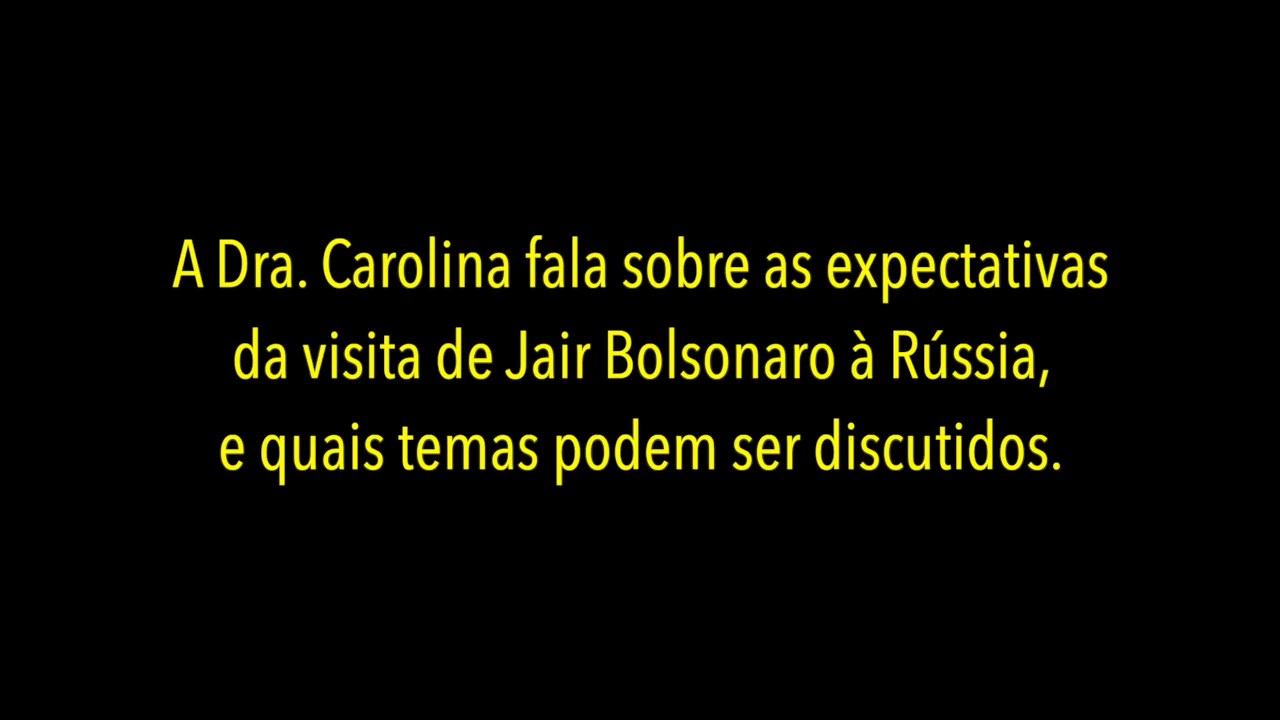 A Dra. Carolina fala sobre as expectativas
da visita de Jair Bolsonaro à Rússia,
e quais temas podem ser discutidos.